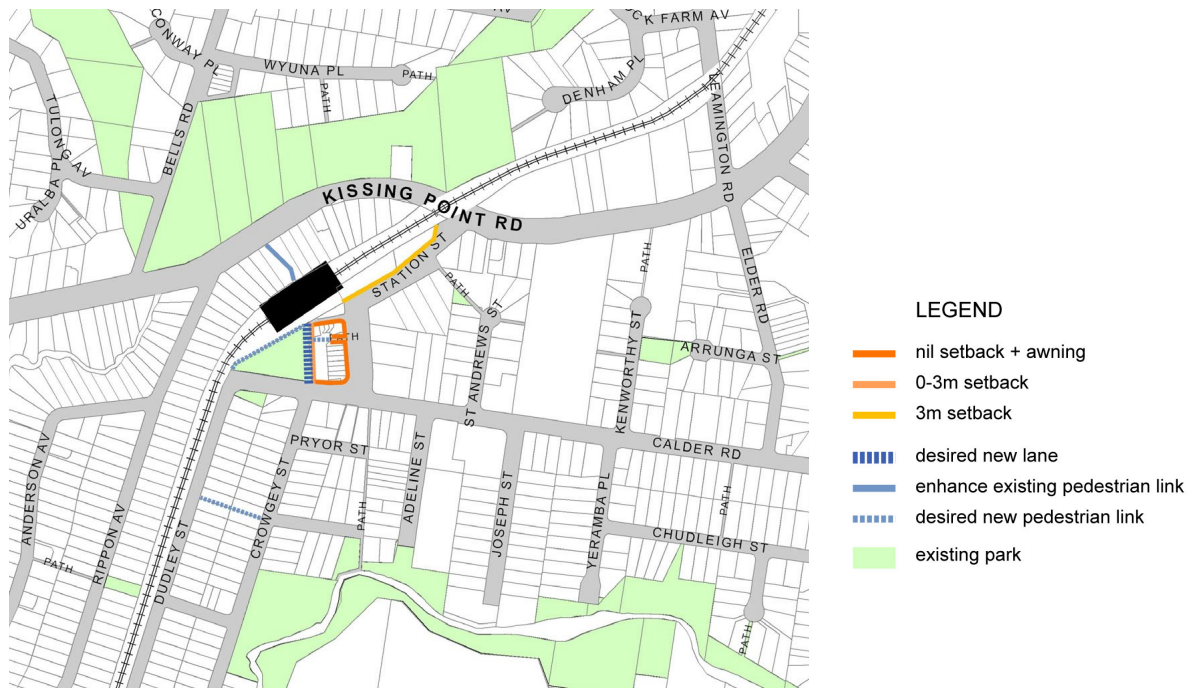 AV
CK FARM AV
CONWAY PL
WYUNA PL
PATH
PATH
DENHAM PL
LEAMINGTON RD
TULONG AV
BELLS RD
URALBA PL
KISSING POINT RD
STATION ST
PATH
PATH
ELDER RD
PATH
ST ANDREWS ST
KENWORTHY ST
ARRUNGA ST
PRYOR ST
CALDER RD
ANDERSON AV
RIPPON AV
DUDLEY ST
CROWGEY ST
PATH
ADELINE ST
JOSEPH ST
YERAMBA PL
PATH
CHUDLEIGH ST
PATH
PATH
LEGEND
nil setback + awning
0-3m setback
3m setback
desired new lane
enhance existing pedestrian link
desired new pedestrian link
existing park